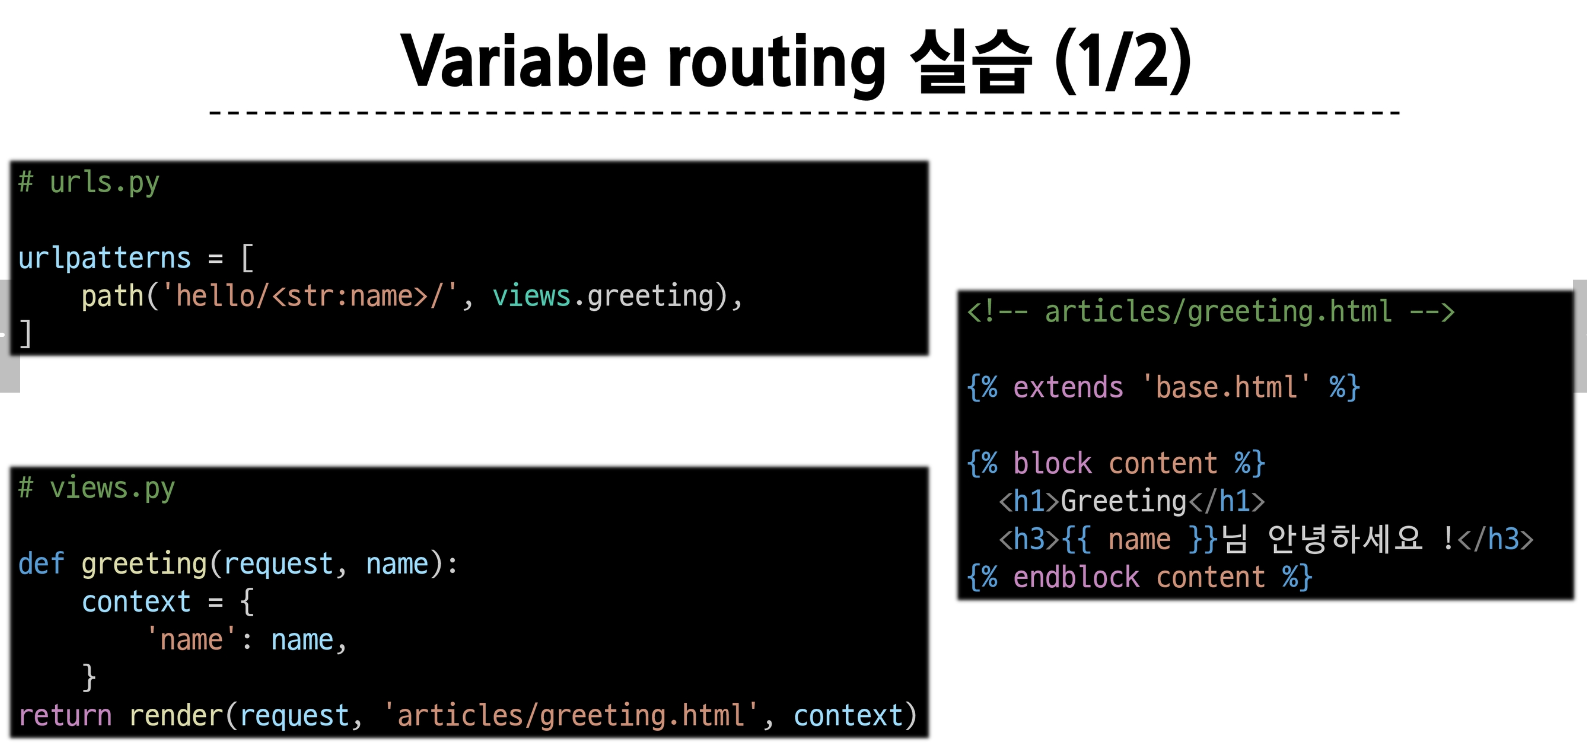 Variable routing 실습 (1/2)
# urls.py
urlpatterns = [
    path('hello/<str:name>/', views.greeting),
]
# views.py
def greeting(request, name):
    context = {
        'name': name,
    }
return render(request, 'articles/greeting.html', context)
<!-- articles/greeting.html -->
{% extends 'base.html' %}
{% block content %}
  <h1>Greeting</h1>
  <h3>{{ name }}님 안녕하세요 !</h3>
{% endblock content %}